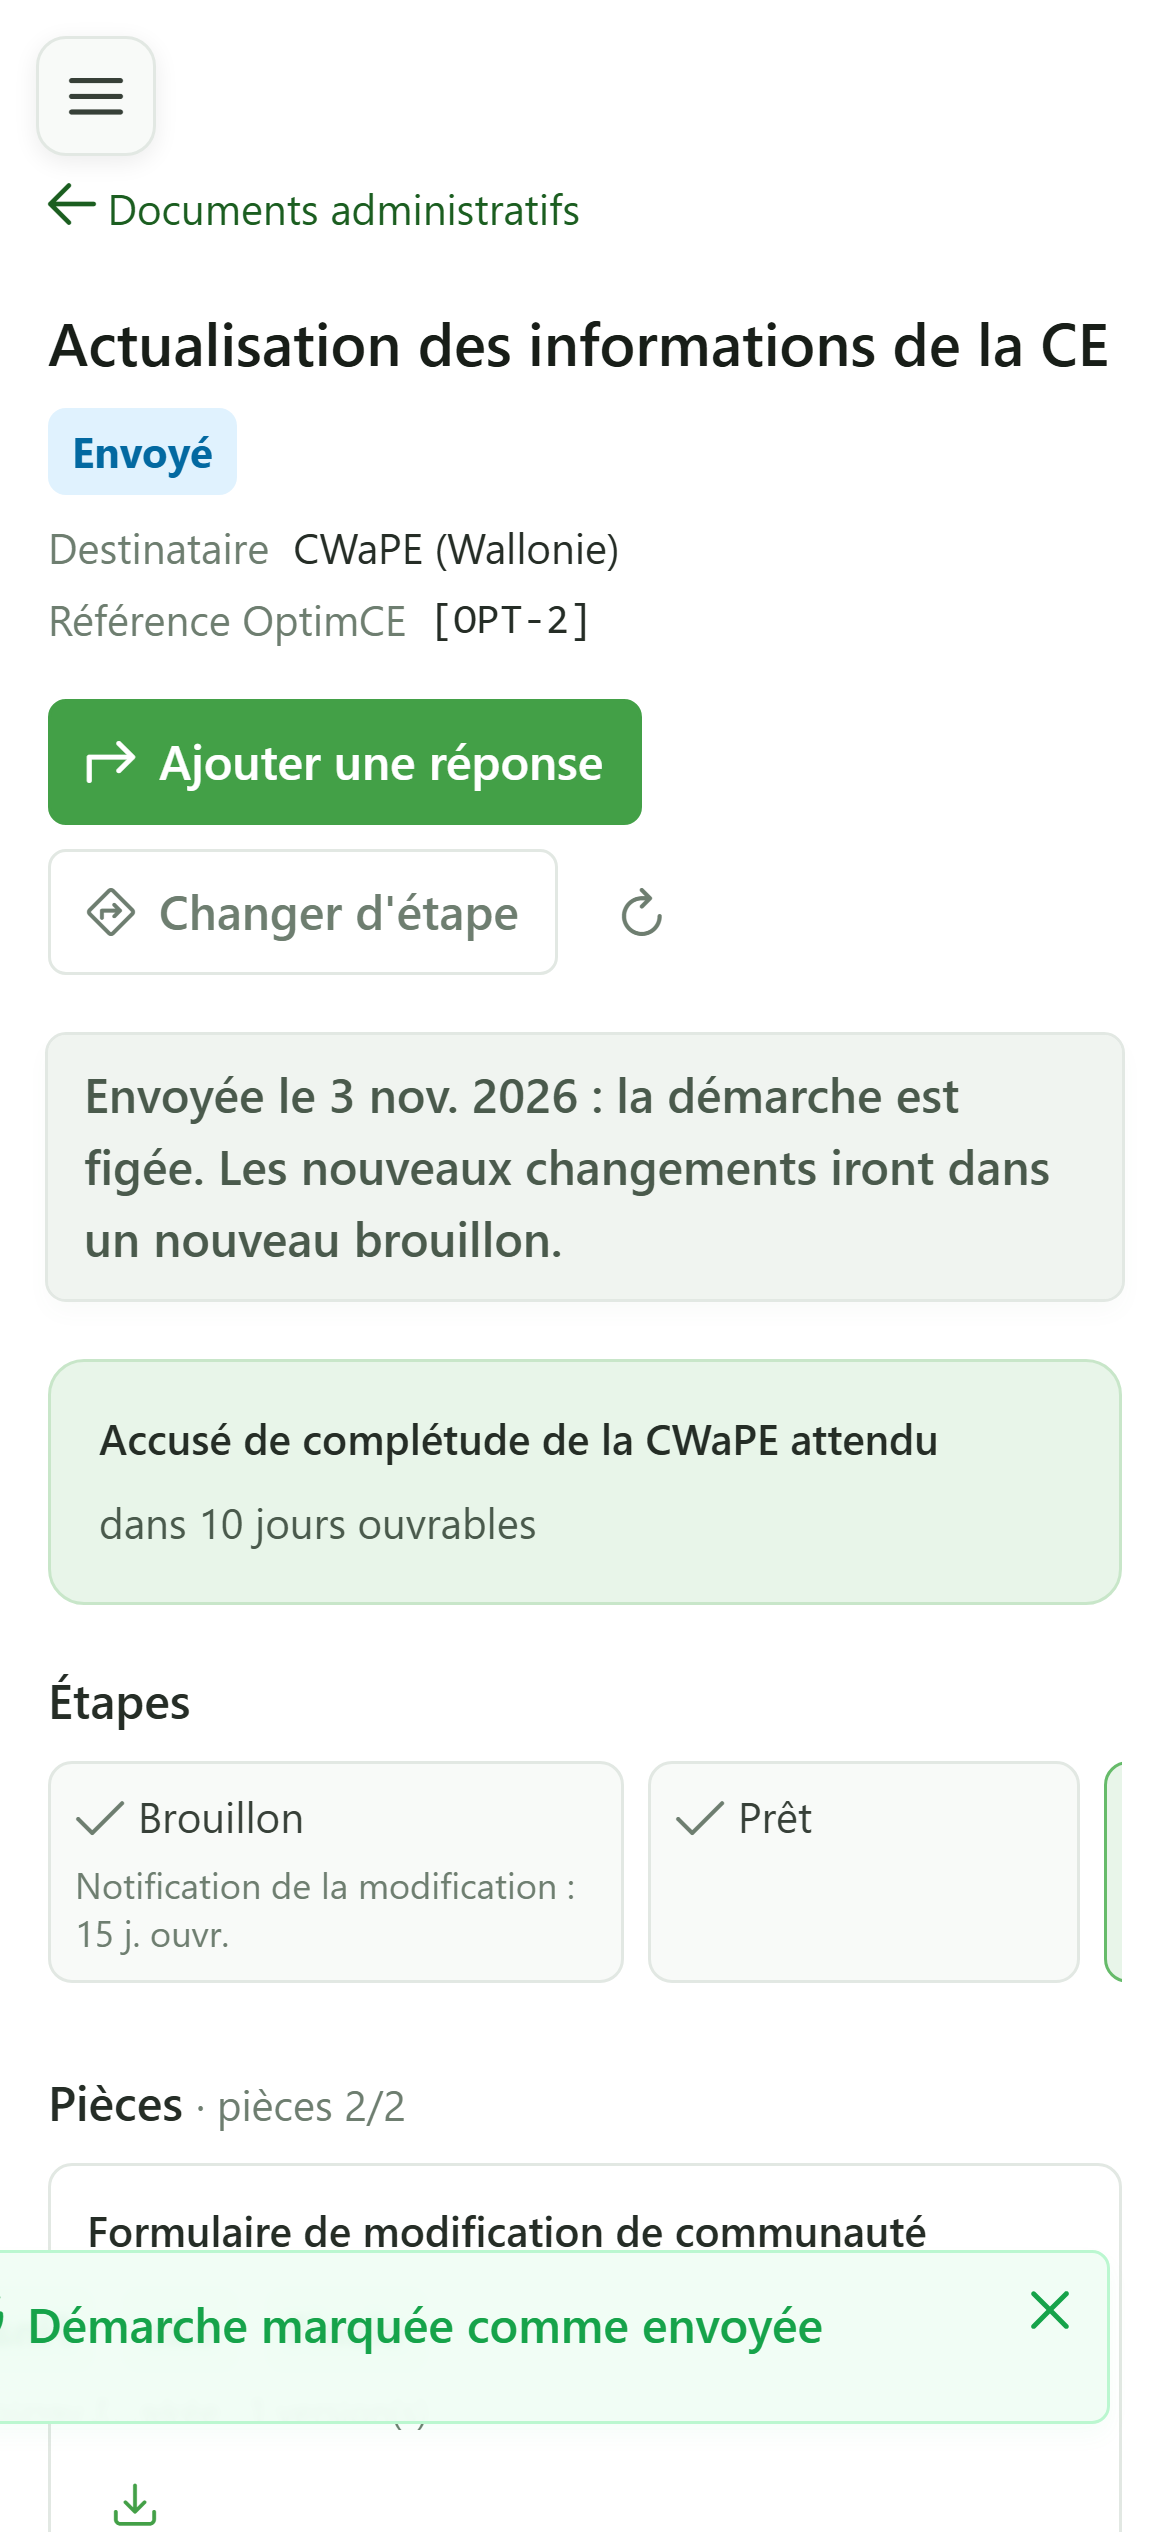 Documents administratifs
Actualisation des informations de la CE
Envoyé
Destinataire CWaPE (Wallonie)
Référence OptimCE [OPT-2]
Ajouter une réponse
Changer d'étape
Envoyée le 3 nov. 2026 : la démarche est
figée. Les nouveaux changements iront dans
un nouveau brouillon.
Accusé de complétude de la CWaPE attendu
dans 10 jours ouvrables
Étapes
Brouillon
Notification de la modification :
15 j. ouvr.
Prêt
Pièces · pièces 2/2
Formulaire de modification de communauté
Démarche marquée comme envoyée